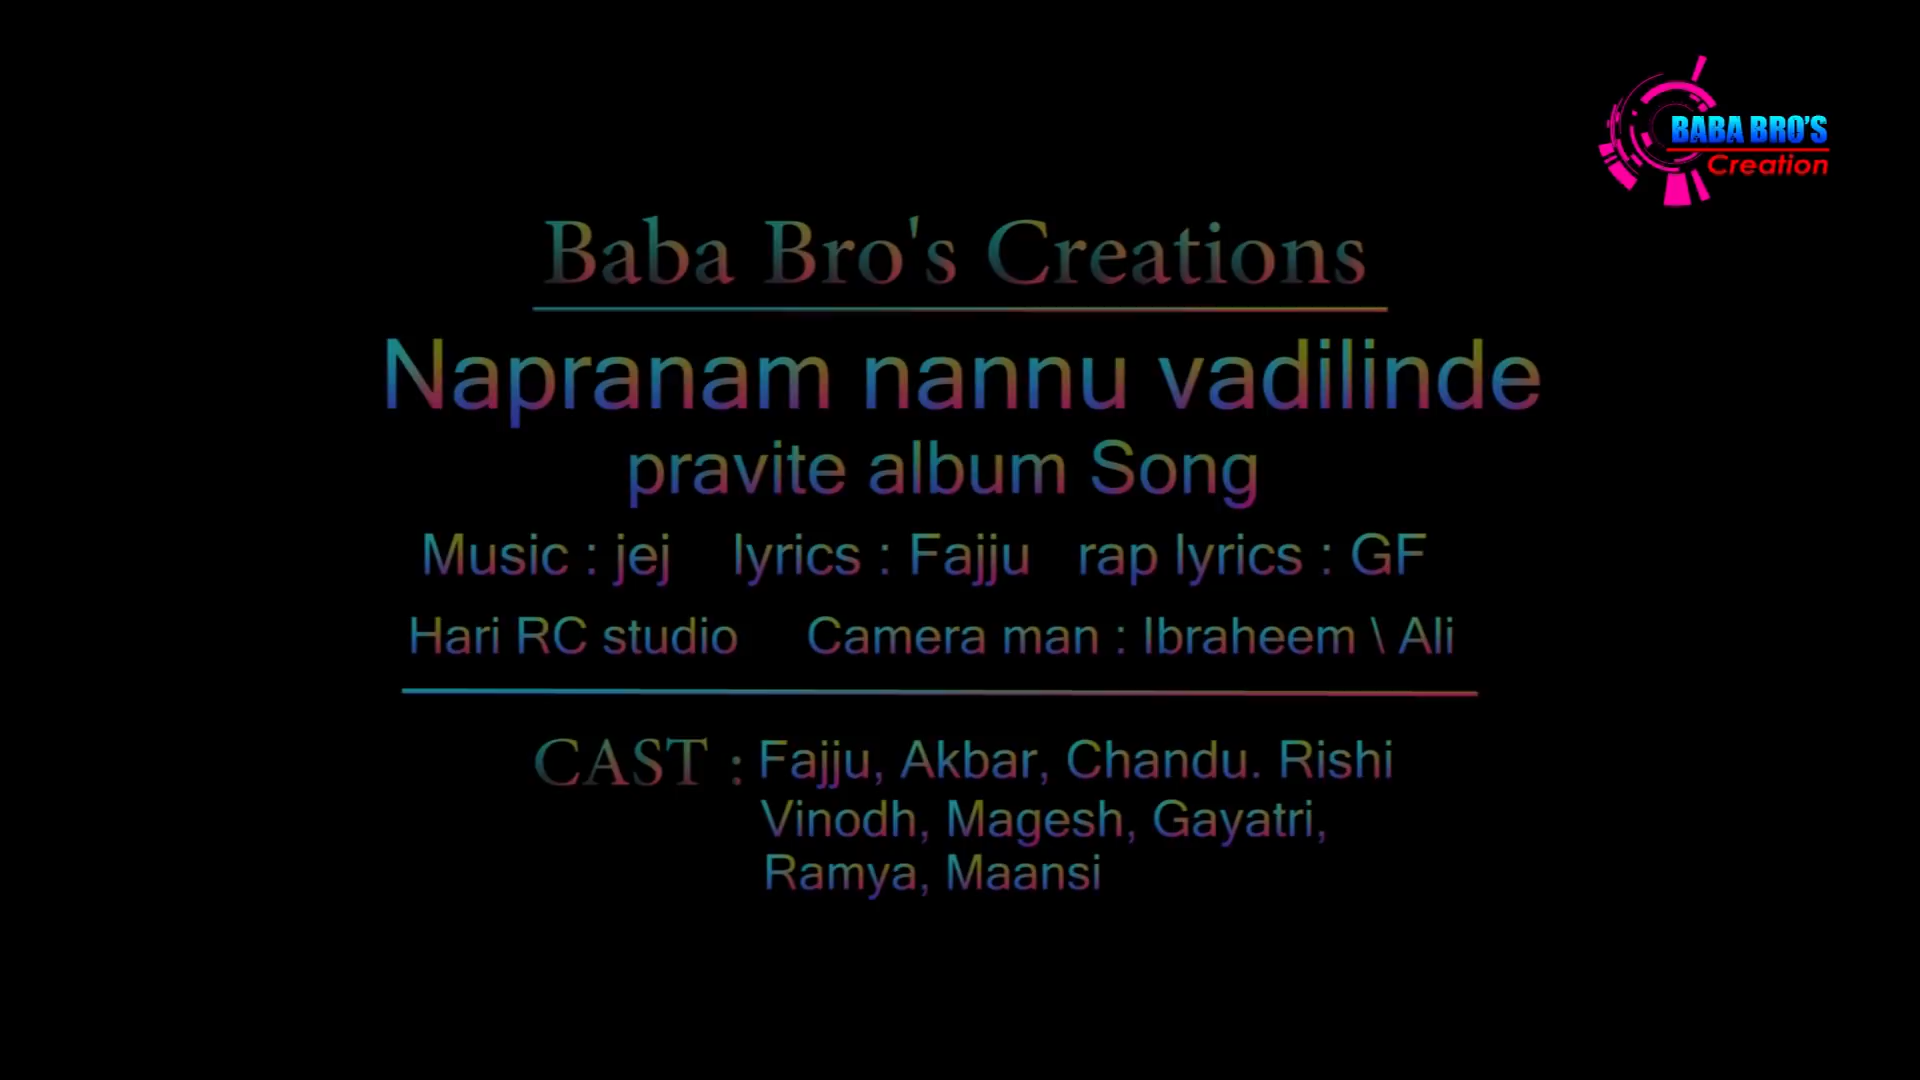 BABA BRO'S
Creation
Baba Bro's Creations
Napranam nannu vadilinde
pravite album Song
Music : jej lyrics : Fajju rap lyrics : GF
Hari RC studio Camera man : Ibraheem \ Ali
CAST : Fajju, Akbar, Chandu. Rishi
Vinodh, Magesh, Gayatri,
Ramya, Maansi